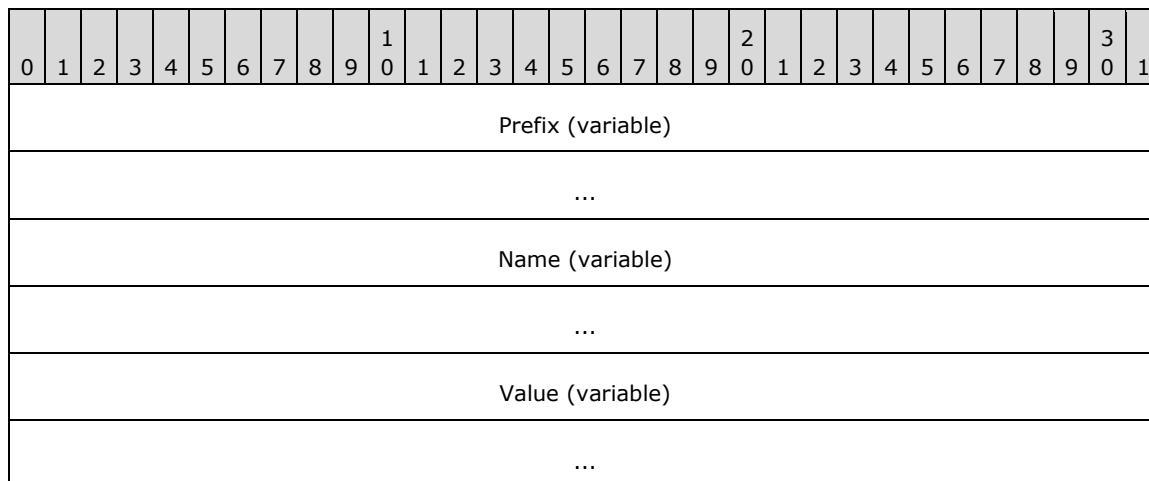 1 2 3
0 1 2 3 4 5 6 7 8 9 0 1 2 3 4 5 6 7 8 9 0 1 2 3 4 5 6 7 8 9 0 1
Prefix (variable)
...
Name (variable)
...
Value (variable)
...